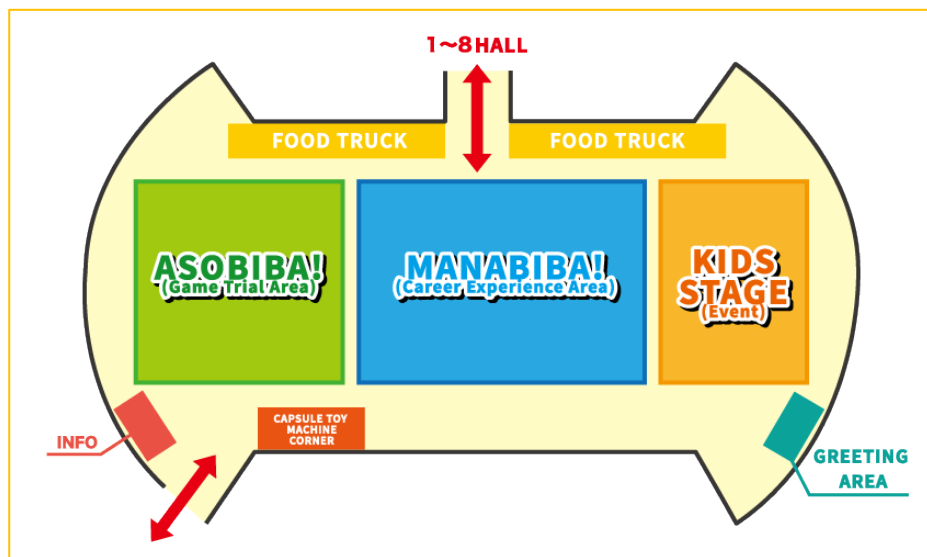 1～8 HALL
FOOD TRUCK
FOOD TRUCK
ASOBIBA!
(Game Trial Area)
MANABIBA!
(Career Experience Area)
KIDS
STAGE
(Event)
INFO
CAPSULE TOY
MACHINE
CORNER
GREETING
AREA